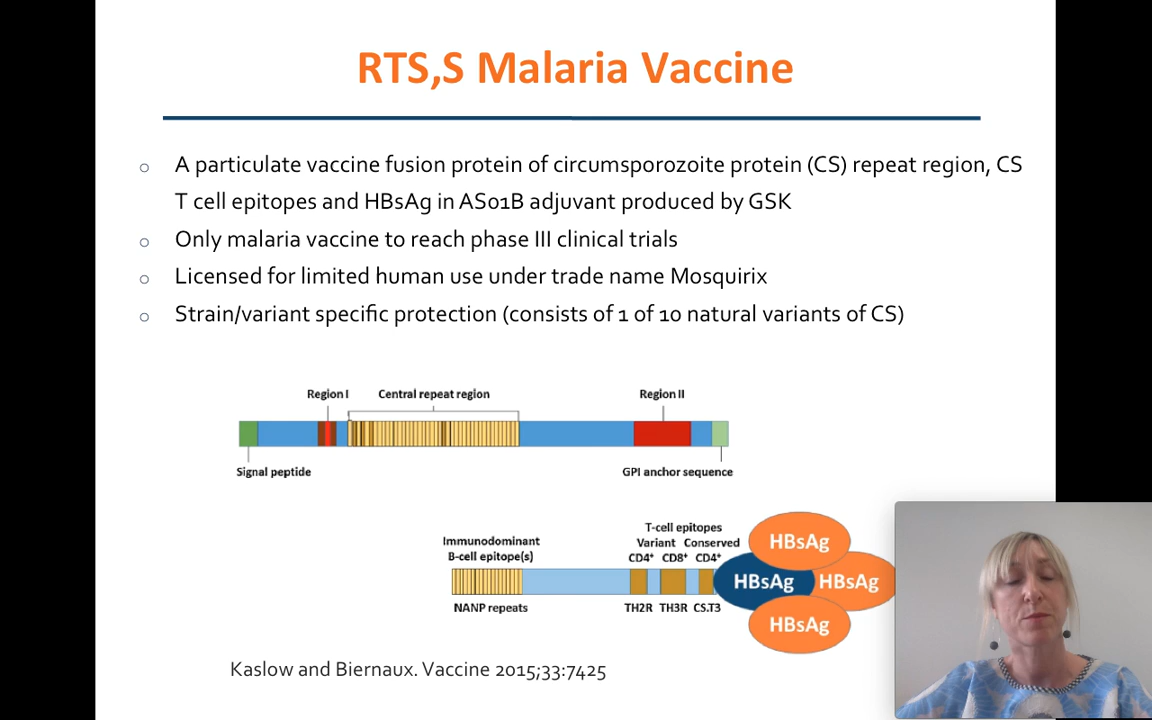 RTS,S Malaria Vaccine
○ A particulate vaccine fusion protein of circumsporozoite protein (CS) repeat region, CS
T cell epitopes and HBsAg in AS01B adjuvant produced by GSK
○ Only malaria vaccine to reach phase III clinical trials
○ Licensed for limited human use under trade name Mosquirix
○ Strain/variant specific protection (consists of 1 of 10 natural variants of CS)
Region I Central repeat region Region II
Signal peptide GPI anchor sequence
Immunodominant
B-cell epitope(s)
T-cell epitopes
Variant Conserved
CD4⁺ CD8⁺ CD4⁺
NANP repeats TH2R TH3R CS.T3
HBsAg
HBsAg HBsAg
HBsAg
Kaslow and Biernaux. Vaccine 2015;33:7425